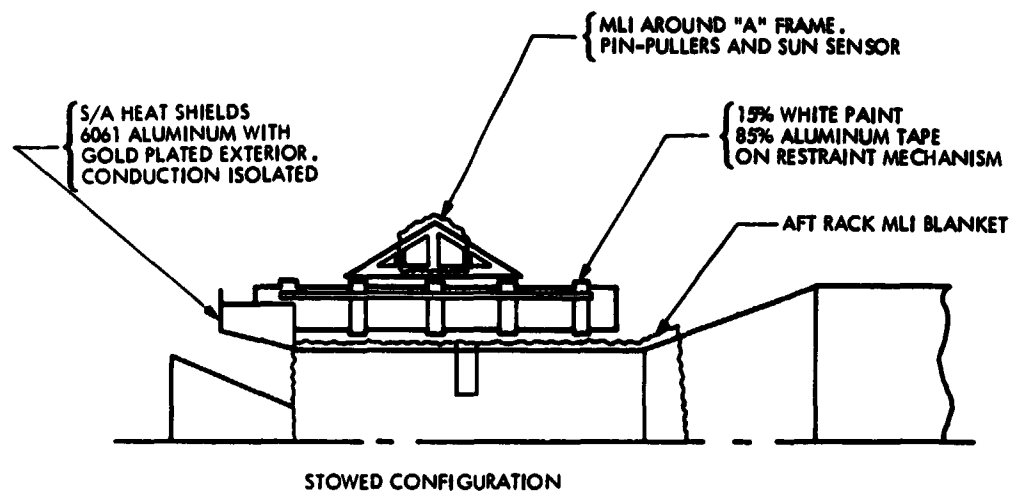 MLI AROUND "A" FRAME.
PIN-PULLERS AND SUN SENSOR
S/A HEAT SHIELDS
6061 ALUMINUM WITH
GOLD PLATED EXTERIOR.
CONDUCTION ISOLATED
15% WHITE PAINT
85% ALUMINUM TAPE
ON RESTRAINT MECHANISM
AFT RACK MLI BLANKET
STOWED CONFIGURATION